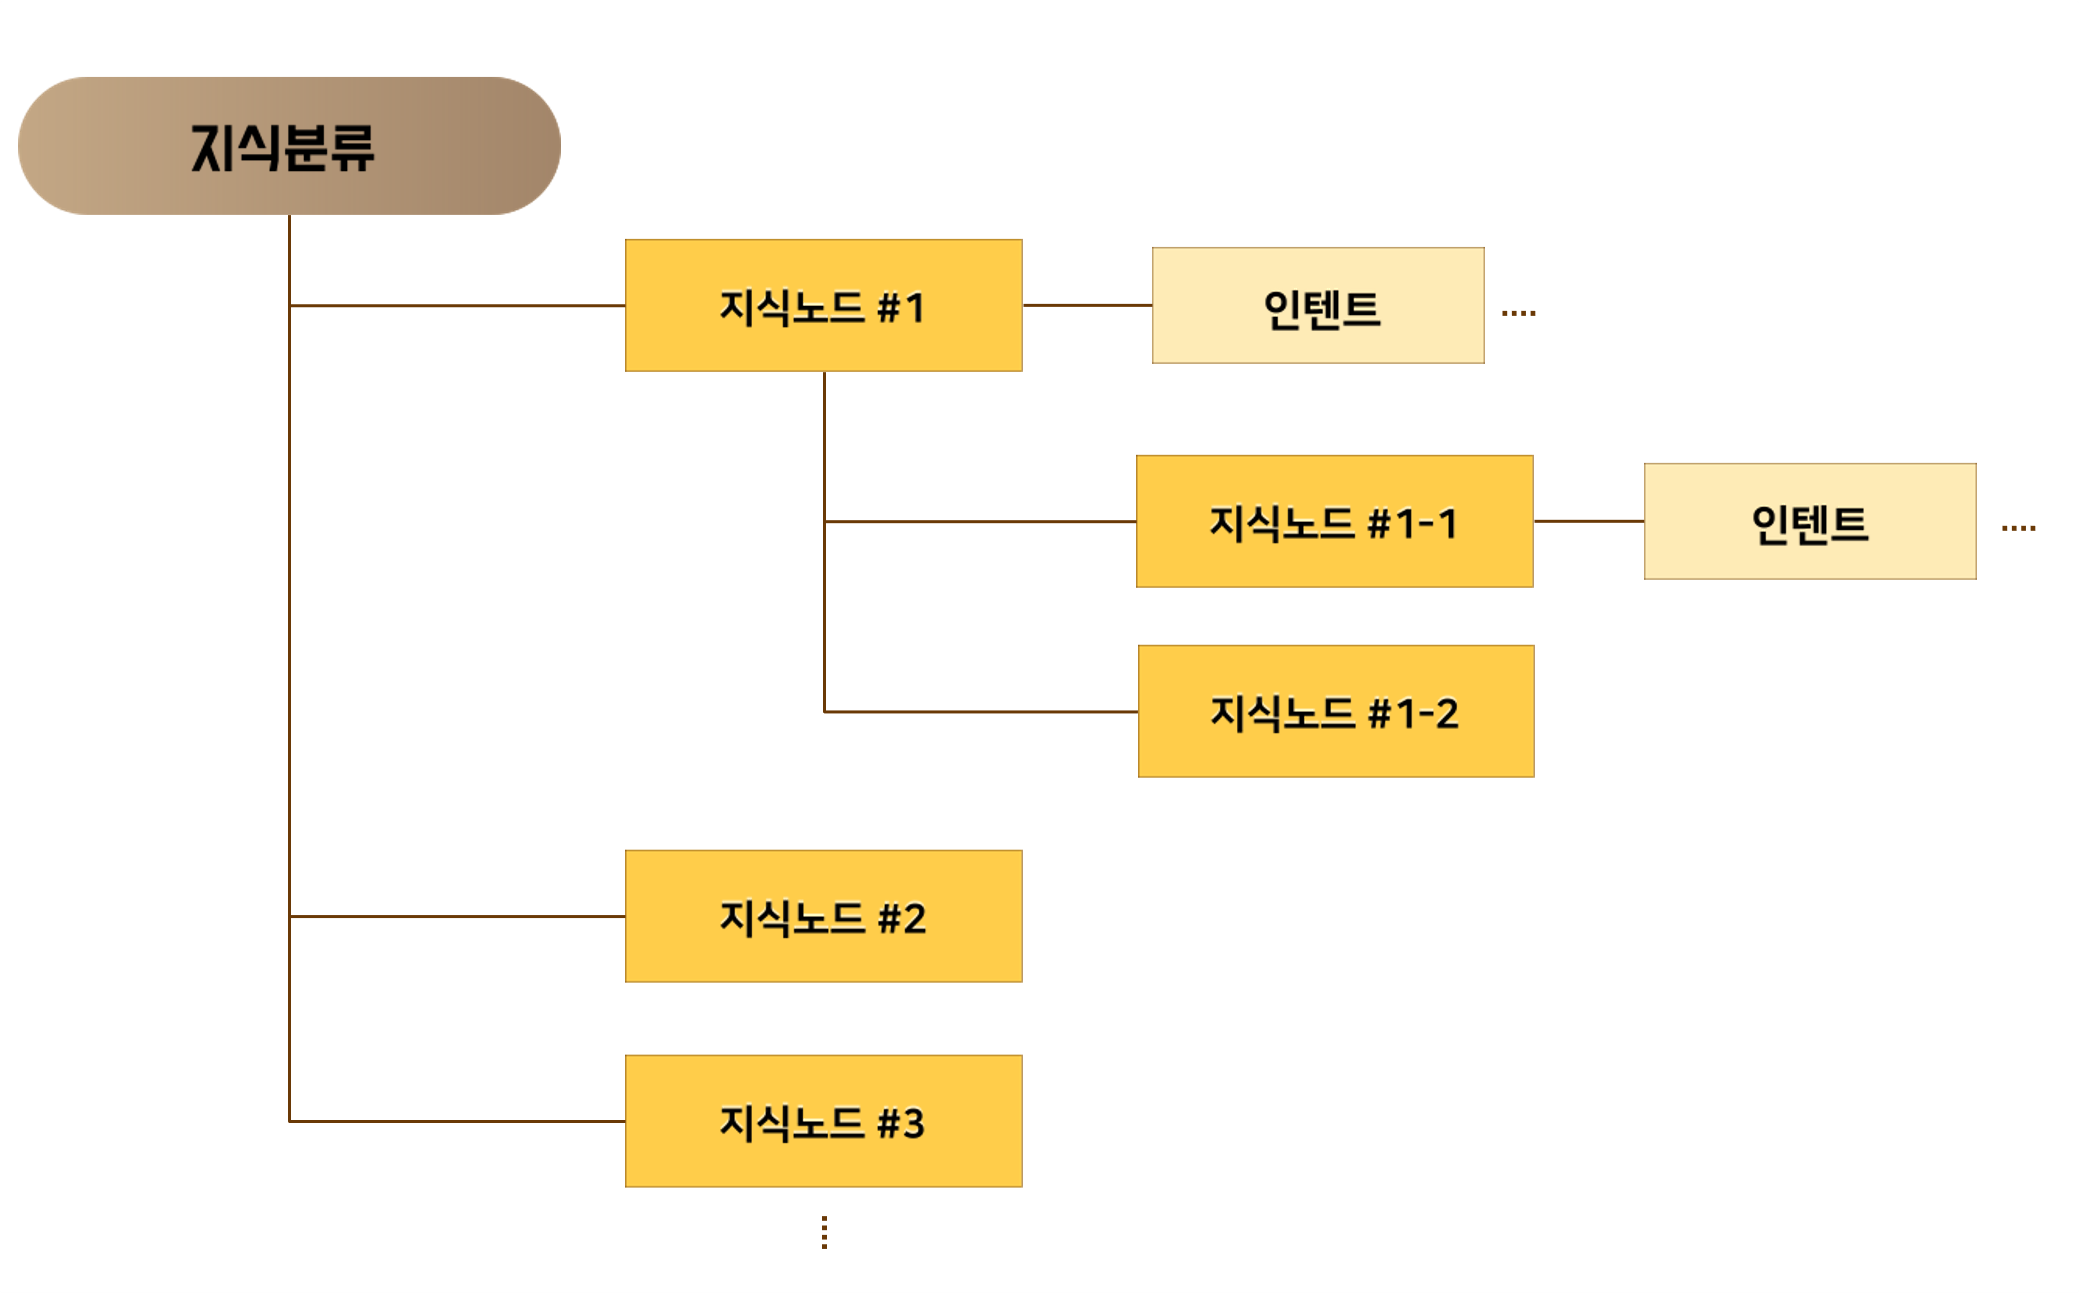 지식분류
지식노드 #1
인텐트
....
지식노드 #1-1
인텐트
....
지식노드 #1-2
지식노드 #2
지식노드 #3
....